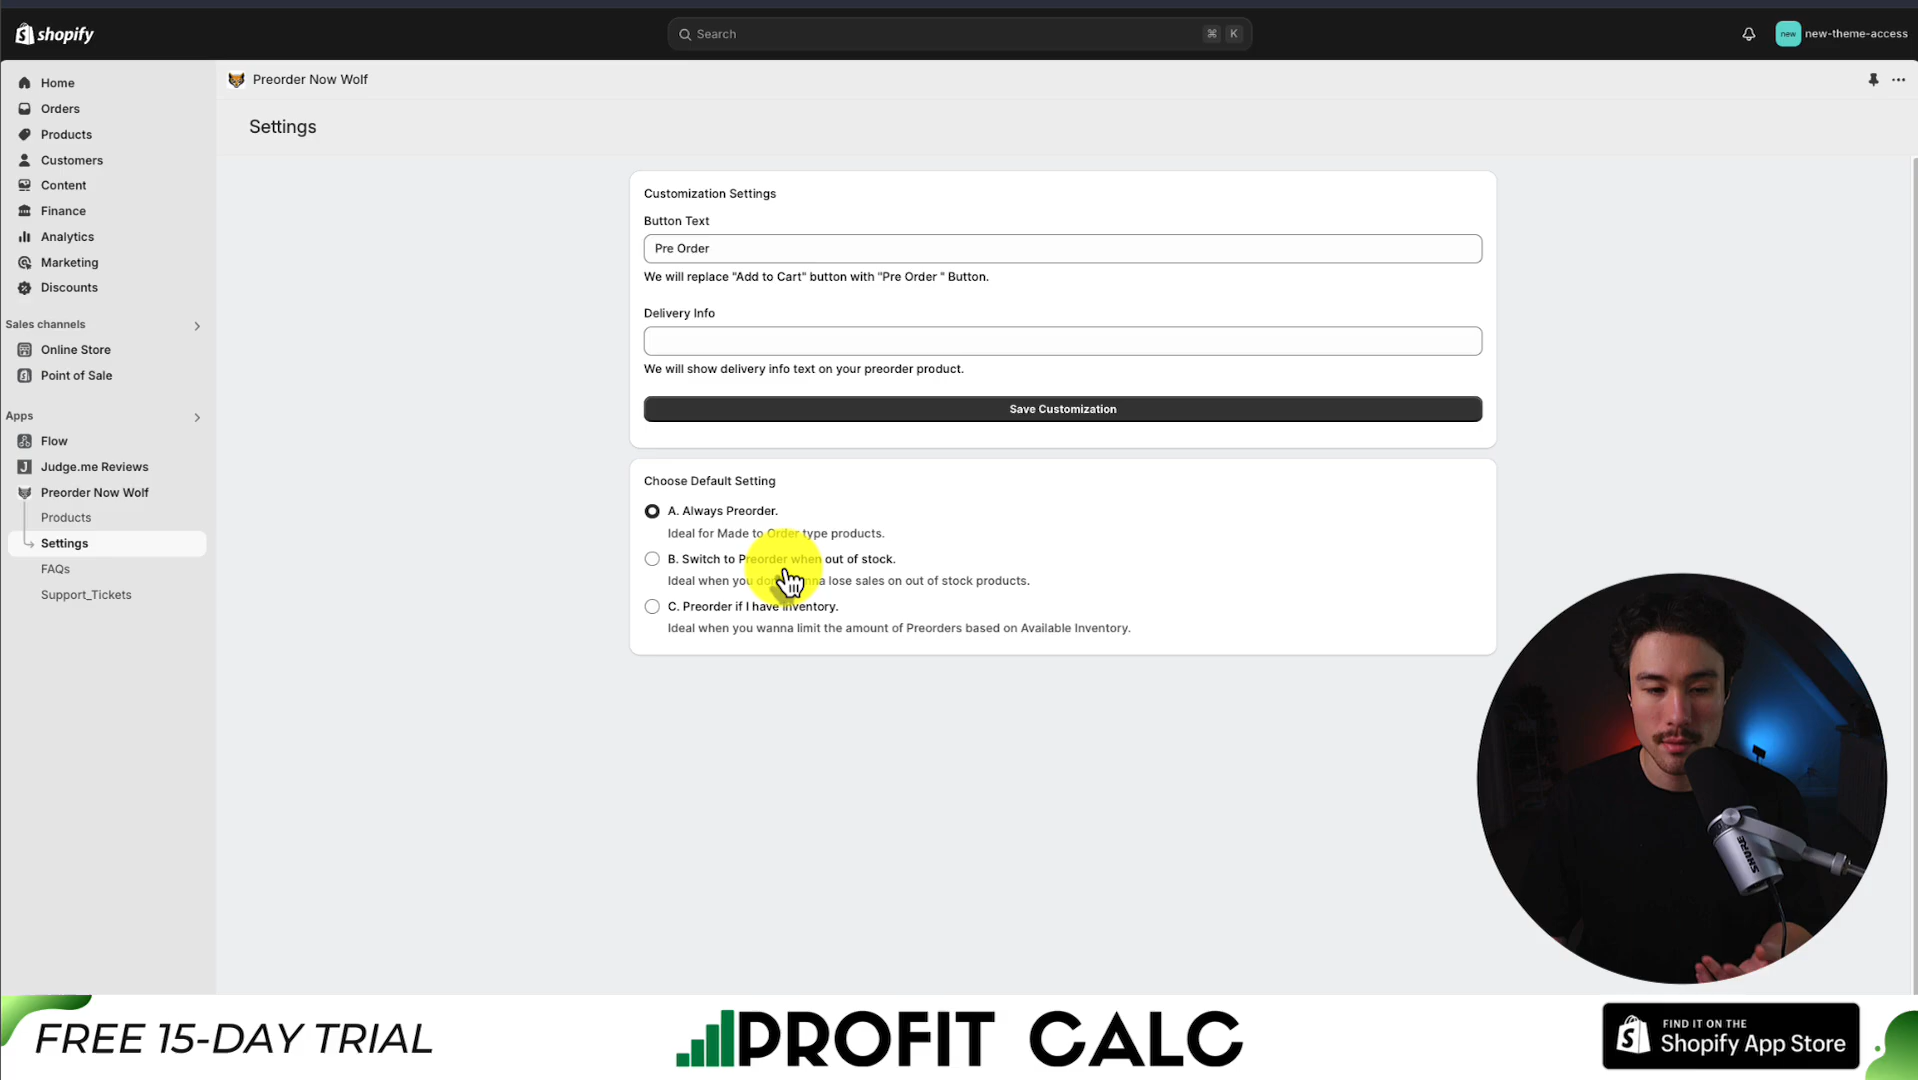 shopify
Search
⌘ K
new
new-theme-access
Home
Orders
Products
Customers
Content
Finance
Analytics
Marketing
Discounts
Sales channels
Online Store
Point of Sale
Apps
Flow
Judge.me Reviews
Preorder Now Wolf
Products
Settings
FAQs
Support_Tickets
Preorder Now Wolf
Settings
Customization Settings
Button Text
Pre Order
We will replace "Add to Cart" button with "Pre Order " Button.
Delivery Info
We will show delivery info text on your preorder product.
Save Customization
Choose Default Setting
A. Always Preorder.
Ideal for Made to Order type products.
B. Switch to Preorder when out of stock.
Ideal when you dont wanna lose sales on out of stock products.
C. Preorder if I have inventory.
Ideal when you wanna limit the amount of Preorders based on Available Inventory.
SHURE
FREE 15-DAY TRIAL
PROFIT CALC
FIND IT ON THE
Shopify App Store